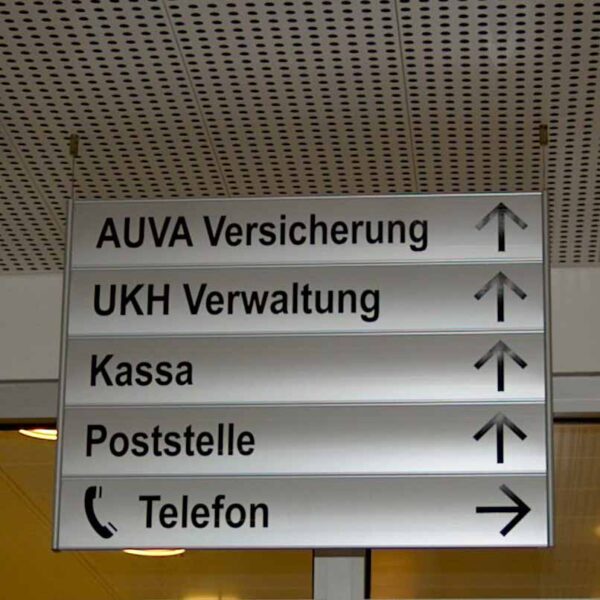 AUVA Versicherung ↑
UKH Verwaltung ↑
Kassa ↑
Poststelle ↑
Telefon →